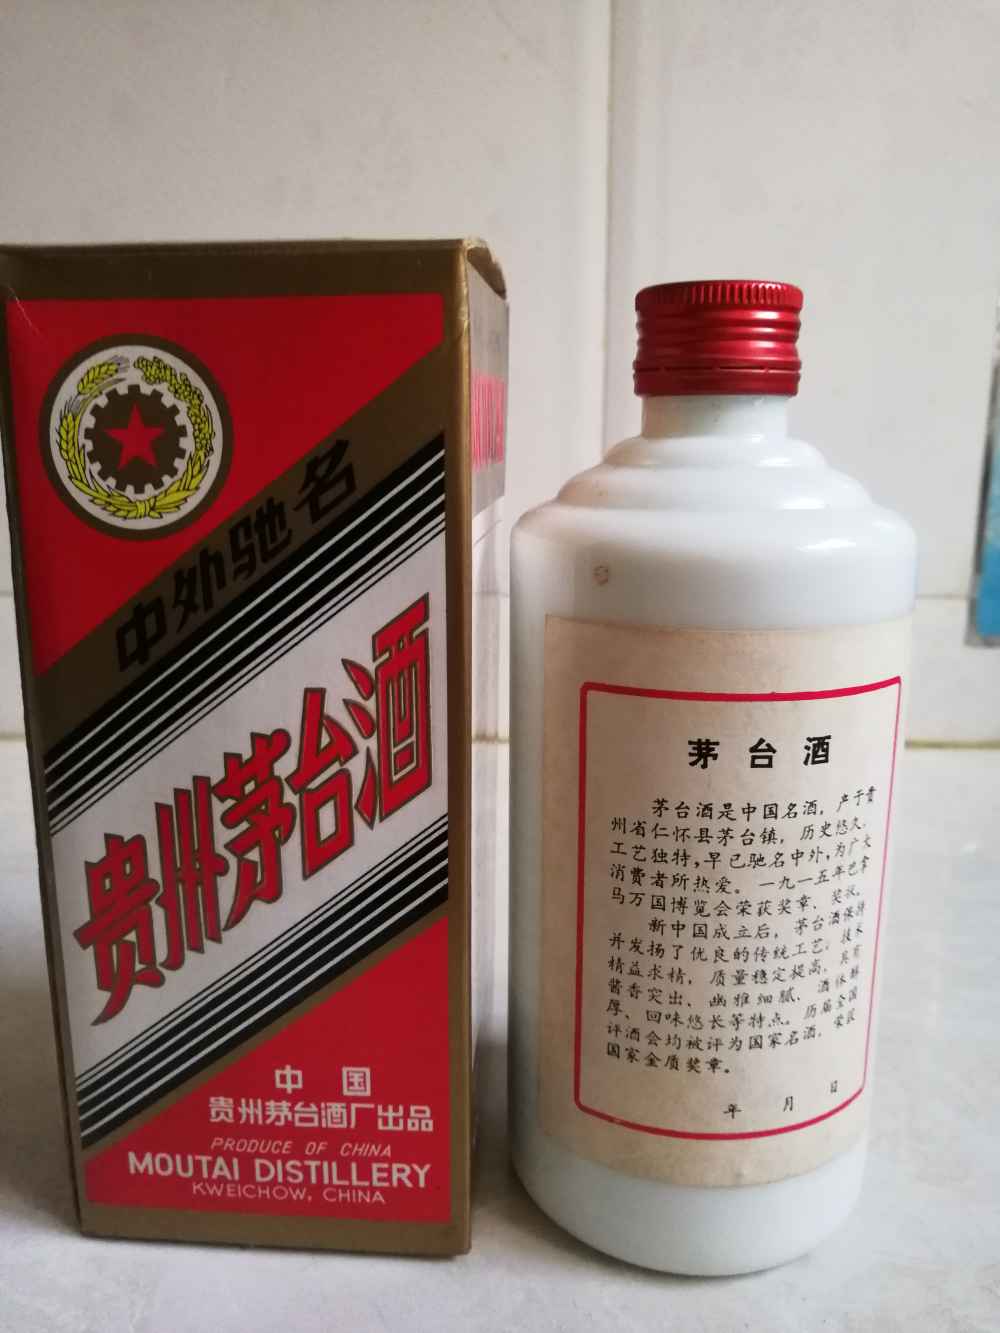 中外驰名
贵州茅台酒
中国
贵州茅台酒厂出品
PRODUCE OF CHINA
MOUTAI DISTILLERY
KWEICHOW, CHINA
茅台酒
茅台酒是中国名酒，产于贵
州省仁怀县茅台镇，历史悠久，
工艺独特，早已驰名中外，为广大
消费者所热爱。一九一五年巴拿
马万国博览会荣获奖章、奖状。
新中国成立后，茅台酒保持
并发扬了优良的传统工艺；技术
精益求精，质量稳定提高，具有
酱香突出、幽雅细腻，酒体醇
厚、回味悠长等特点。历届全国
评酒会均被评为国家名酒，荣获
国家金质奖章。
年 月 日